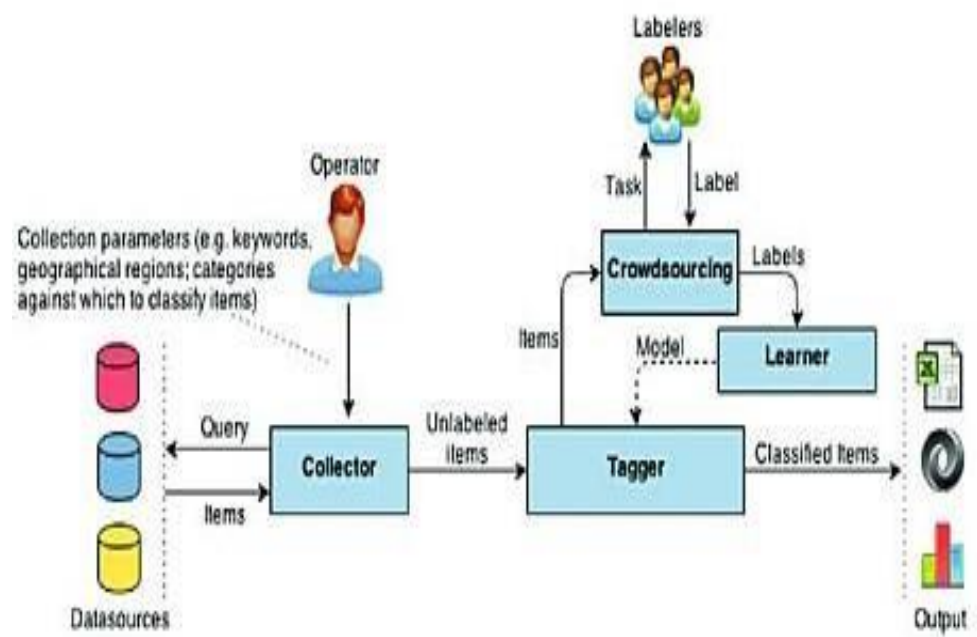 Labelers
Operator
Task
Label
Collection parameters (e.g. keywords,
geographical regions; categories
against which to classify items)
Crowdsourcing
Labels
Items
Model
Learner
Query
Unlabeled
items
Collector
Tagger
Classified Items
Items
Datasources
Output